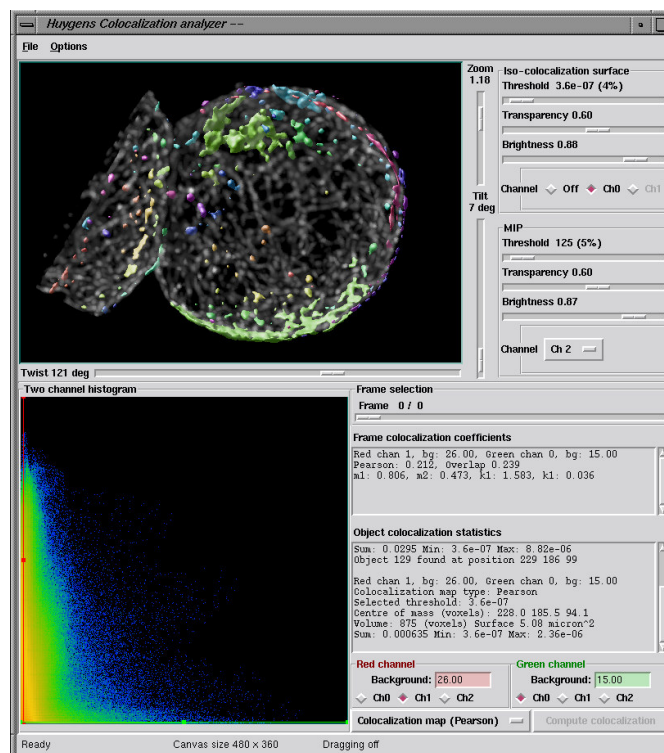 Huygens Colocalization analyzer --
File Options
Zoom
1.18
Iso-colocalization surface
Threshold 3.6e-07 (4%)
Transparency 0.60
Brightness 0.88
Channel Off Ch0 Ch1
Tilt
7 deg
MIP
Threshold 125 (5%)
Transparency 0.60
Brightness 0.87
Channel Ch 2
Twist 121 deg
Two channel histogram
Frame selection
Frame 0 / 0
Frame colocalization coefficients
Red chan 1, bg: 26.00, Green chan 0, bg: 15.00
Pearson: 0.212, Overlap 0.239
m1: 0.806, m2: 0.473, k1: 1.583, k1: 0.036
Object colocalization statistics
Sum: 0.0295 Min: 3.6e-07 Max: 8.82e-06
Object 129 found at position 229 186 99
Red chan 1, bg: 26.00, Green chan 0, bg: 15.00
Colocalization map type: Pearson
Selected threshold: 3.6e-07
Centre of mass (voxels): 228.0 185.5 94.1
Volume: 875 (voxels) Surface 5.08 micron^2
Sum: 0.000635 Min: 3.6e-07 Max: 2.36e-06
Red channel
Background: 26.00
Ch0 Ch1 Ch2
Green channel
Background: 15.00
Ch0 Ch1 Ch2
Colocalization map (Pearson)
Compute colocalization
Ready Canvas size 480 x 360 Dragging off